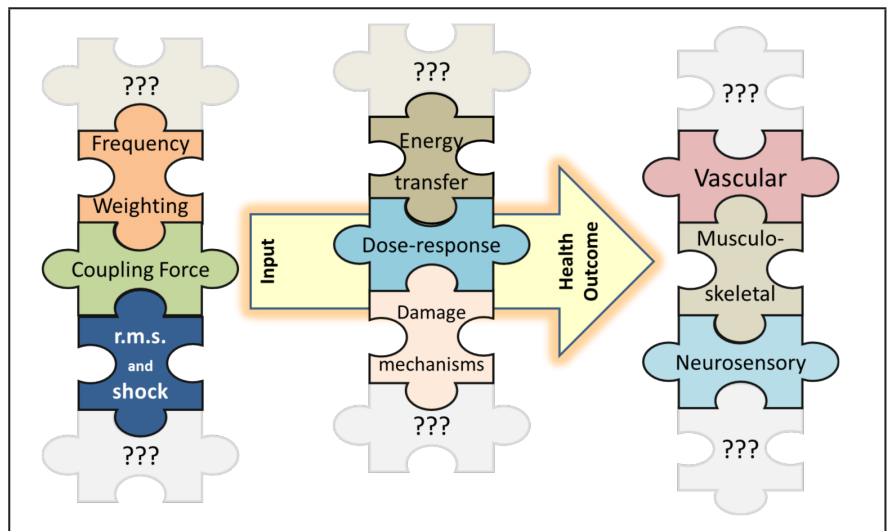 ???
Frequency
Weighting
Coupling Force
r.m.s.
and
shock
???
Input
???
Energy
transfer
Dose-response
Damage
mechanisms
???
Health
Outcome
???
Vascular
Musculo-
skeletal
Neurosensory
???